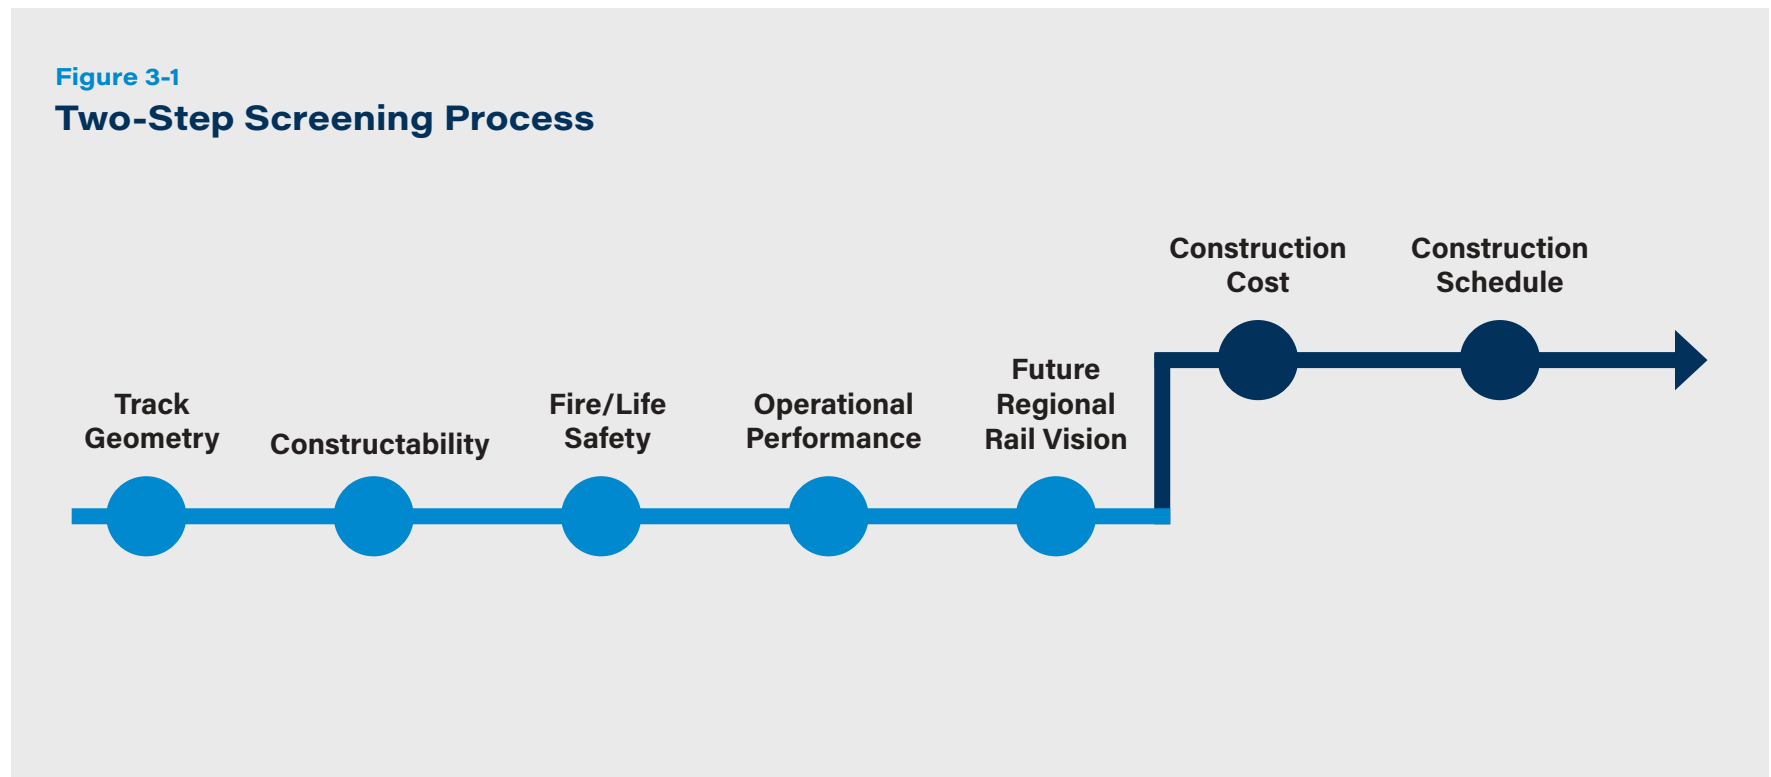 Figure 3-1
Two-Step Screening Process
Track
Geometry
Constructability
Fire/Life
Safety
Operational
Performance
Future
Regional
Rail Vision
Construction
Cost
Construction
Schedule